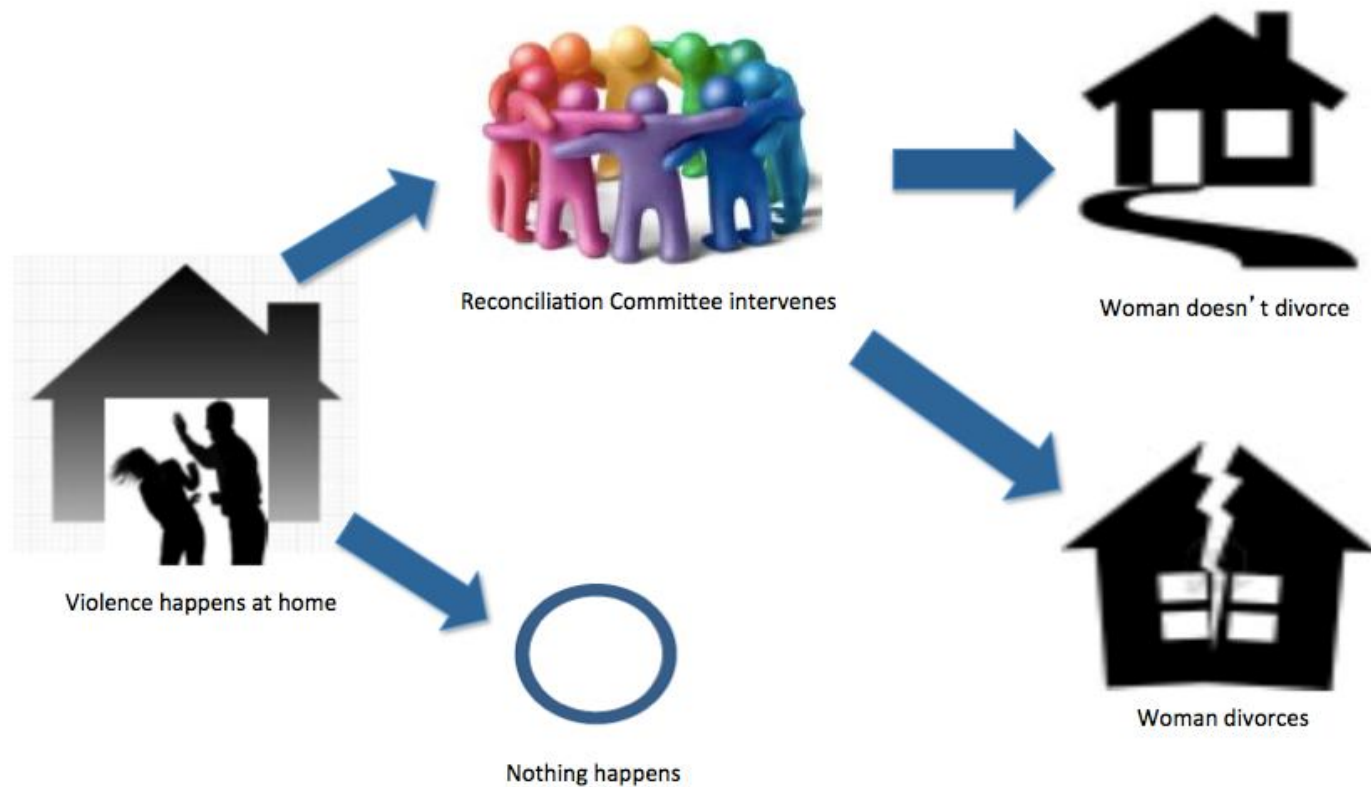 Reconciliation Committee intervenes
Woman doesn't divorce
Violence happens at home
Woman divorces
Nothing happens